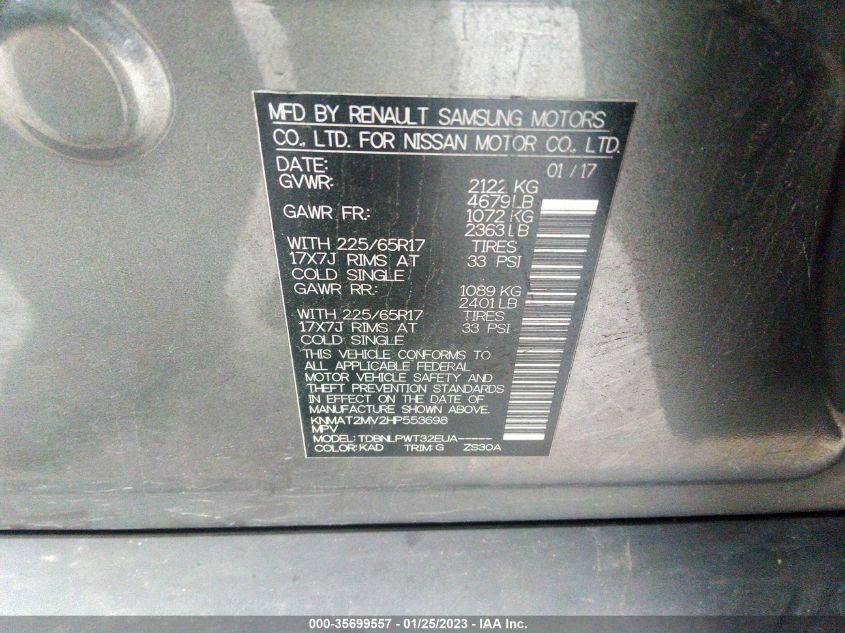 MFD BY RENAULT SAMSUNG MOTORS
CO., LTD. FOR NISSAN MOTOR CO., LTD.
DATE: 01 / 17
GVWR: 2122 KG
4679 LB
GAWR FR.: 1072 KG
2363 LB
WITH 225/65R17 TIRES
17X7J RIMS AT 33 PSI
COLD SINGLE
GAWR RR.: 1089 KG
2401 LB
WITH 225/65R17 TIRES
17X7J RIMS AT 33 PSI
COLD SINGLE
THIS VEHICLE CONFORMS TO
ALL APPLICABLE FEDERAL
MOTOR VEHICLE SAFETY AND
THEFT PREVENTION STANDARDS
IN EFFECT ON THE DATE OF
MANUFACTURE SHOWN ABOVE.
KNMAT2MV2HP553698
MPV
MODEL: TDBNLPWT32EUA-----
COLOR:KAD TRIM:G ZS30A
000-35699557 - 01/25/2023 - IAA Inc.